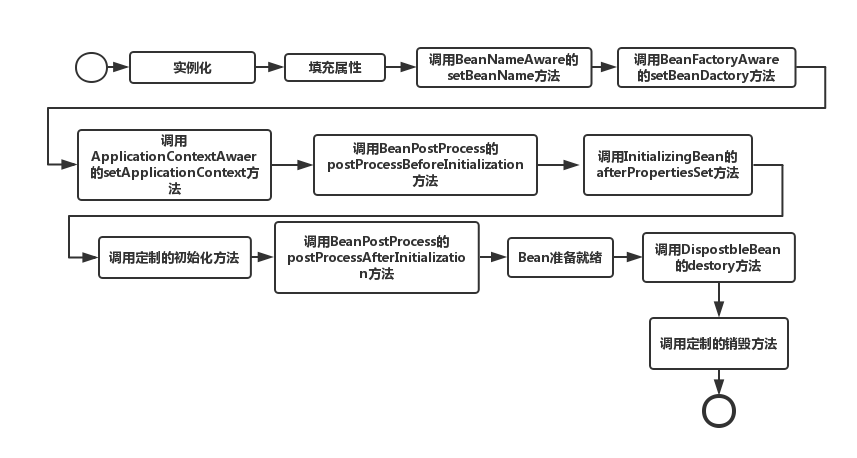 实例化
填充属性
调用BeanNameAware的
setBeanName方法
调用BeanFactoryAware
的setBeanDactory方法
调用
ApplicationContextAwaer
的setApplicationContext方
法
调用BeanPostProcess的
postProcessBeforeInitialization
方法
调用InitializingBean的
afterPropertiesSet方法
调用定制的初始化方法
调用BeanPostProcess的
postProcessAfterInitializatio
n方法
Bean准备就绪
调用DispostbleBean
的destory方法
调用定制的销毁方法